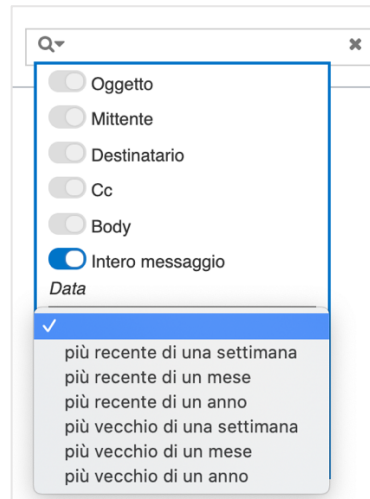 Oggetto
Mittente
Destinatario
Cc
Body
Intero messaggio
Data
più recente di una settimana
più recente di un mese
più recente di un anno
più vecchio di una settimana
più vecchio di un mese
più vecchio di un anno